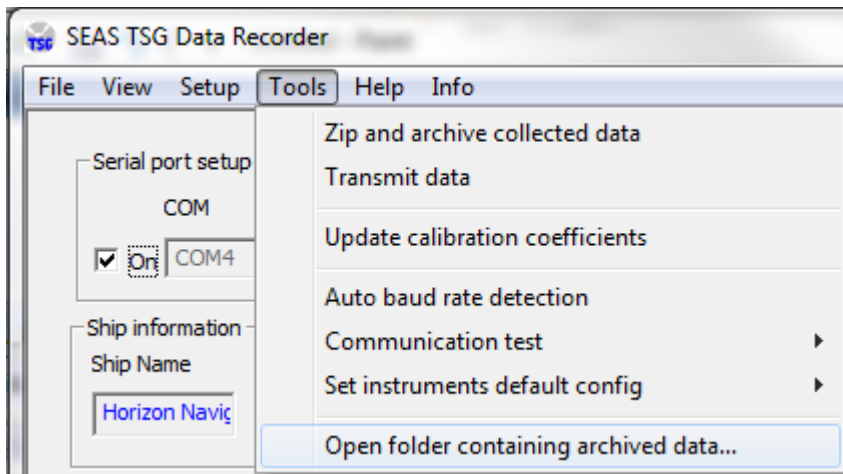 TSG SEAS TSG Data Recorder
File View Setup Tools Help Info
Zip and archive collected data
Serial port setup
Transmit data
COM
Update calibration coefficients
On COM4
Auto baud rate detection
Ship information
Communication test
Ship Name
Set instruments default config
Horizon Navig
Open folder containing archived data...